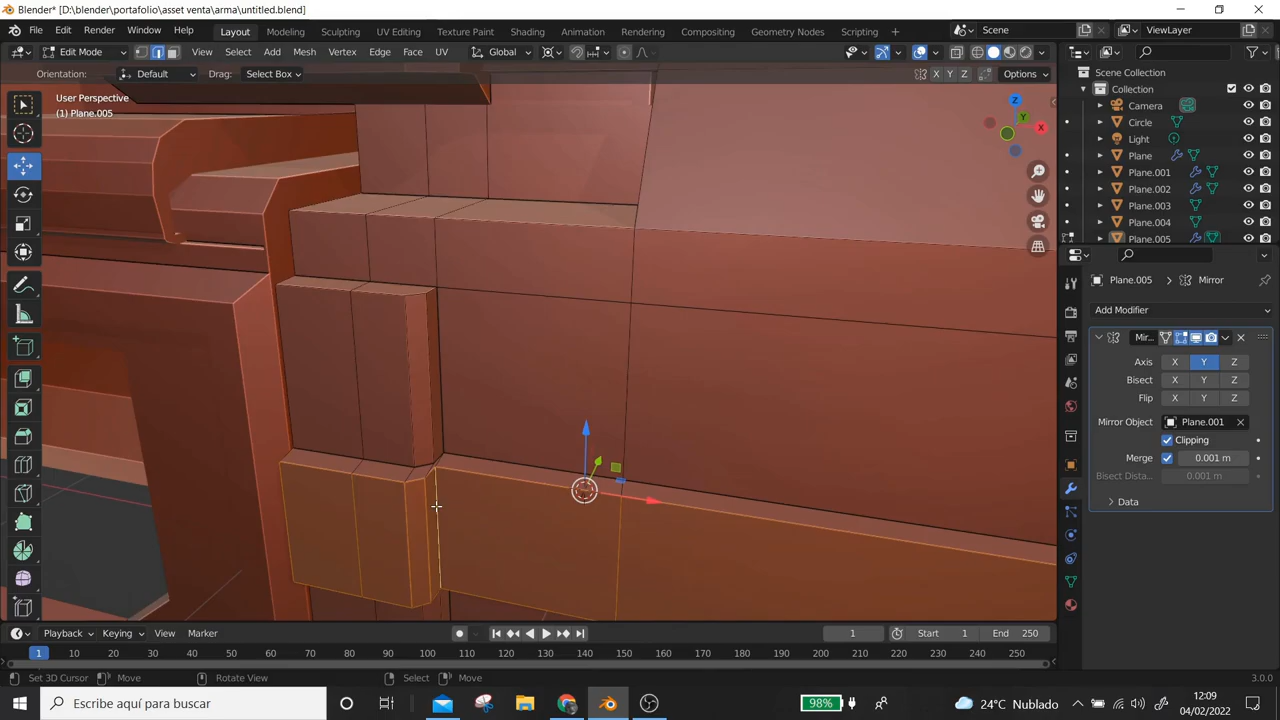 Blender* [D:\blender\portafolio\asset venta\arma\untitled.blend]
File Edit Render Window Help Layout Modeling Sculpting UV Editing Texture Paint Shading Animation Rendering Compositing Geometry Nodes Scripting Scene ViewLayer
Edit Mode View Select Add Mesh Vertex Edge Face UV Global
Orientation: Default Drag: Select Box X Y Z Options
User Perspective
(1) Plane.005
Z
Y
X
Scene Collection
Collection
Camera
Circle
Light
Plane
Plane.001
Plane.002
Plane.003
Plane.004
Plane.005
Plane.005 > Mirror
Add Modifier
Mir...
Axis X Y Z
Bisect X Y Z
Flip X Y Z
Mirror Object Plane.001
Clipping
Merge 0.001 m
Bisect Dis... 0.001 m
Data
Playback Keying View Marker 1 Start 1 End 250
1 10 20 30 40 50 60 70 80 90 100 110 120 130 140 150 160 170 180 190 200 210 220 230 240 250
Set 3D Cursor Move Rotate View Select Move 3.0.0
Escribe aquí para buscar 98% 24°C Nublado 12:09
04/02/2022